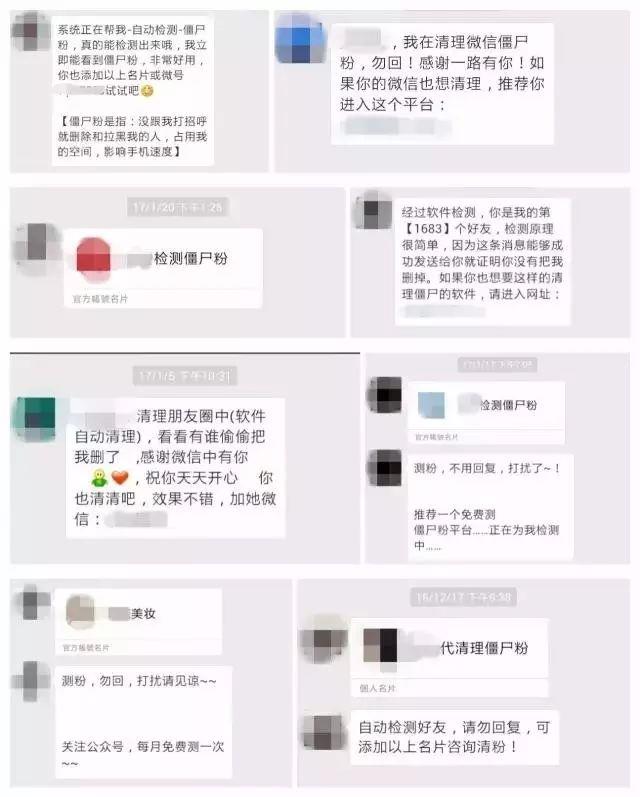 系统正在帮我-自动检测-僵尸
粉，真的能检测出来哦，我立
即能看到僵尸粉，非常好用，
你也添加以上名片或微号
试试吧
【僵尸粉是指：没跟我打招呼
就删除和拉黑我的人，占用我
的空间，影响手机速度】
，我在清理微信僵尸
粉，勿回！感谢一路有你！如
果你的微信也想清理，推荐你
进入这个平台：
17/1/20 下午1:26
检测僵尸粉
官方帳號名片
经过软件检测，你是我的第
【1683】个好友，检测原理
很简单，因为这条消息能够成
功发送给你就证明你没有把我
删掉。如果你也想要这样的清
理僵尸的软件，请进入网址：
17/1/5 下午10:31
清理朋友圈中(软件
自动清理)，看看有谁偷偷把
我删了 ,感谢微信中有你
，祝你天天开心 你
也清清吧，效果不错，加她微
信：
检测僵尸粉
官方帳號名片
测粉，不用回复，打扰了~！
推荐一个免费测
僵尸粉平台……正在为我检测
中……
美妆
官方帳號名片
测粉，勿回，打扰请见谅~~
关注公众号，每月免费测一次
~~
16/12/17 下午6:38
代清理僵尸粉
個人名片
自动检测好友，请勿回复，可
添加以上名片咨询清粉！